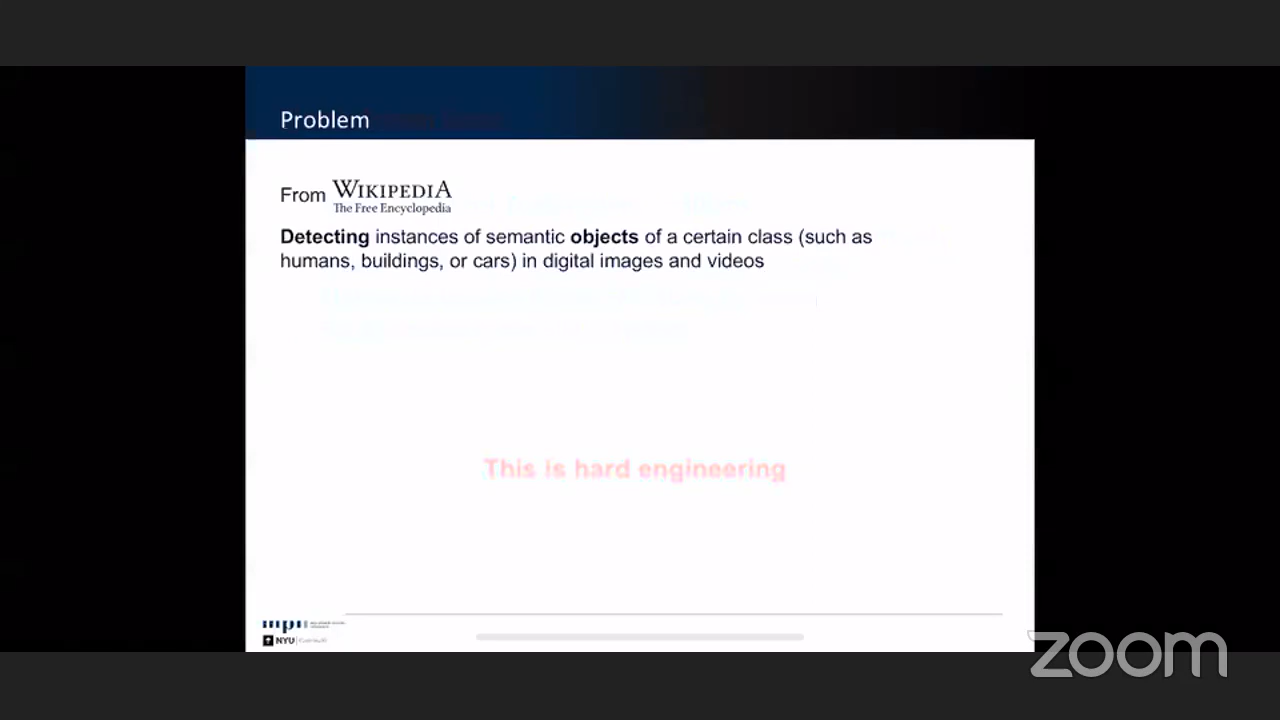 Problem
From WIKIPEDIA
The Free Encyclopedia
Detecting instances of semantic objects of a certain class (such as
humans, buildings, or cars) in digital images and videos
This is hard engineering
NYU
zoom